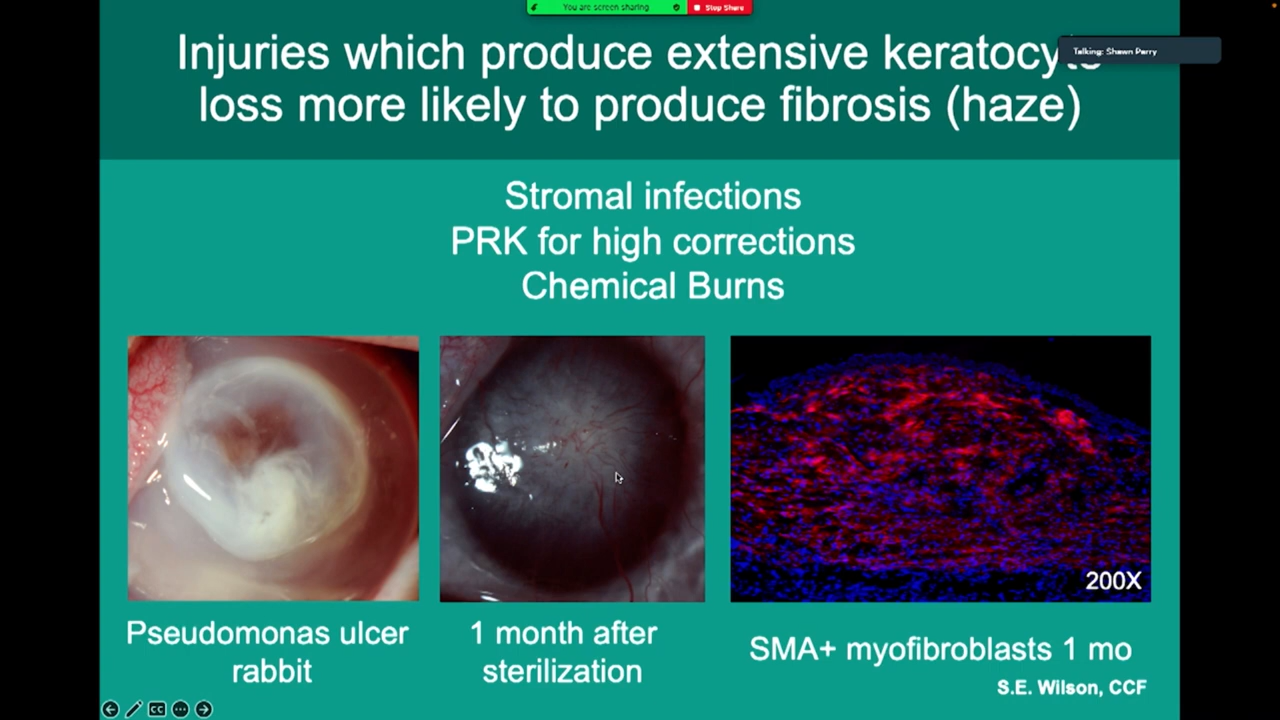 You are screen sharing
Stop Share
Talking: Shawn Perry
Injuries which produce extensive keratocyte
loss more likely to produce fibrosis (haze)
Stromal infections
PRK for high corrections
Chemical Burns
200X
Pseudomonas ulcer
rabbit
1 month after
sterilization
SMA+ myofibroblasts 1 mo
S.E. Wilson, CCF
CC